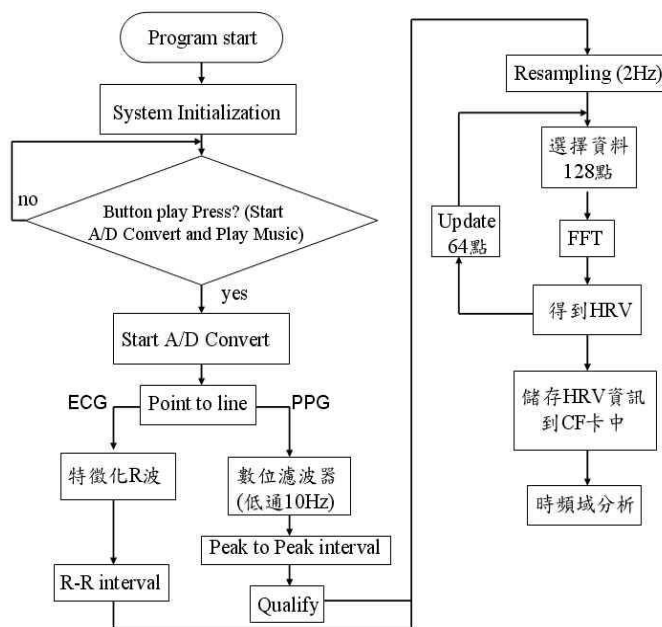 Program start
System Initialization
no
Button play Press? (Start
A/D Convert and Play Music)
yes
Start A/D Convert
ECG
Point to line
PPG
特徵化R波
數位濾波器
(低通10Hz)
Peak to Peak interval
R-R interval
Qualify
Resampling (2Hz)
選擇資料
128點
Update
64點
FFT
得到HRV
儲存HRV資訊
到CF卡中
時頻域分析